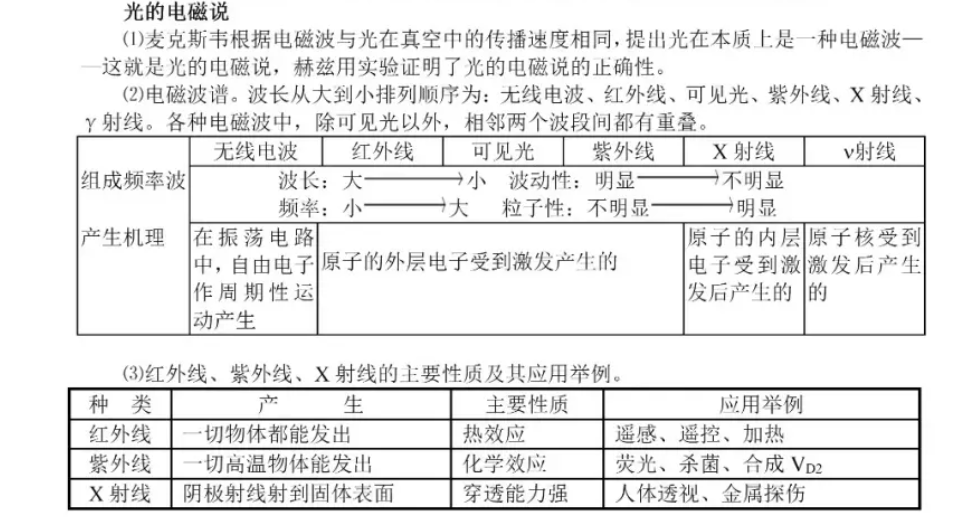 光的电磁说
⑴麦克斯韦根据电磁波与光在真空中的传播速度相同，提出光在本质上是一种电磁波—
—这就是光的电磁说，赫兹用实验证明了光的电磁说的正确性。
⑵电磁波谱。波长从大到小排列顺序为：无线电波、红外线、可见光、紫外线、X 射线、
γ 射线。各种电磁波中，除可见光以外，相邻两个波段间都有重叠。
无线电波 红外线 可见光 紫外线 X 射线 ν射线
组成频率波 波长：大→小 波动性：明显→不明显
频率：小→大 粒子性：不明显→明显
产生机理
在振荡电路
中，自由电子
作周期性运
动产生
原子的外层电子受到激发产生的
原子的内层
电子受到激
发后产生的
原子核受到
激发后产生
的
⑶红外线、紫外线、X 射线的主要性质及其应用举例。
种 类 产 生 主要性质 应用举例
红外线 一切物体都能发出 热效应 遥感、遥控、加热
紫外线 一切高温物体能发出 化学效应 荧光、杀菌、合成 VD2
X 射线 阴极射线射到固体表面 穿透能力强 人体透视、金属探伤